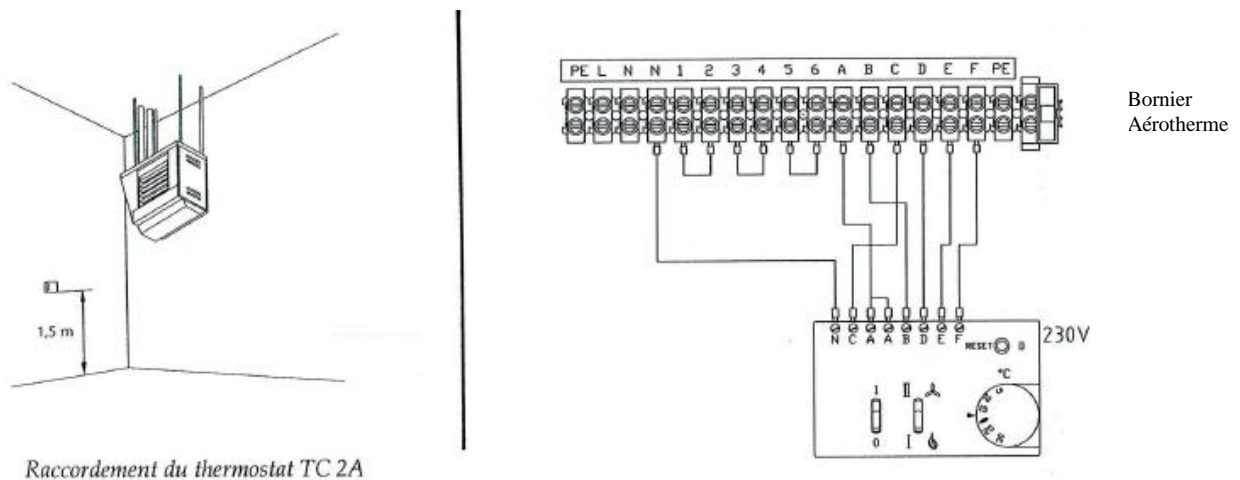 1,5 m
Raccordement du thermostat TC 2A
PE L N N 1 2 3 4 5 6 A B C D E F PE
Bornier
Aérotherme
N C A A B D E F
230V
RESET
°C
I II
0 I